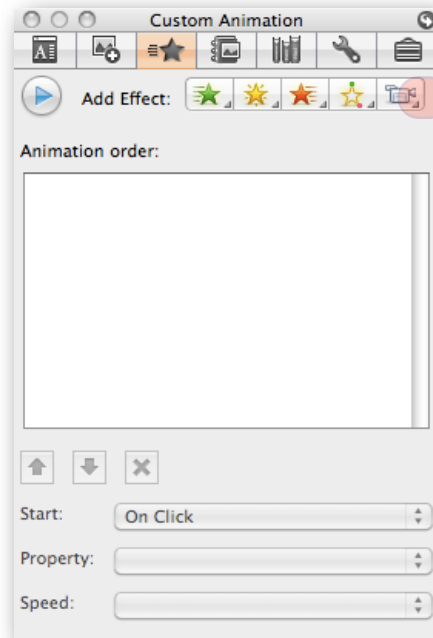 Custom Animation
Add Effect:
Animation order:
Start: On Click
Property:
Speed: